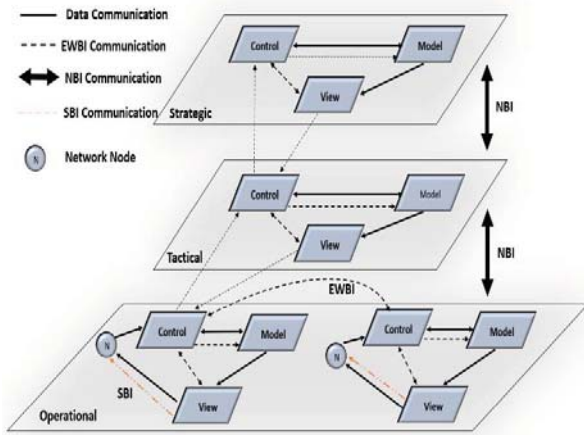 Data Communication
EWBI Communication
NBI Communication
SBI Communication
N
Network Node
Control
Model
View
Strategic
NBI
Control
Model
View
Tactical
NBI
EWBI
Control
Model
N
View
SBI
Control
Model
N
View
Operational